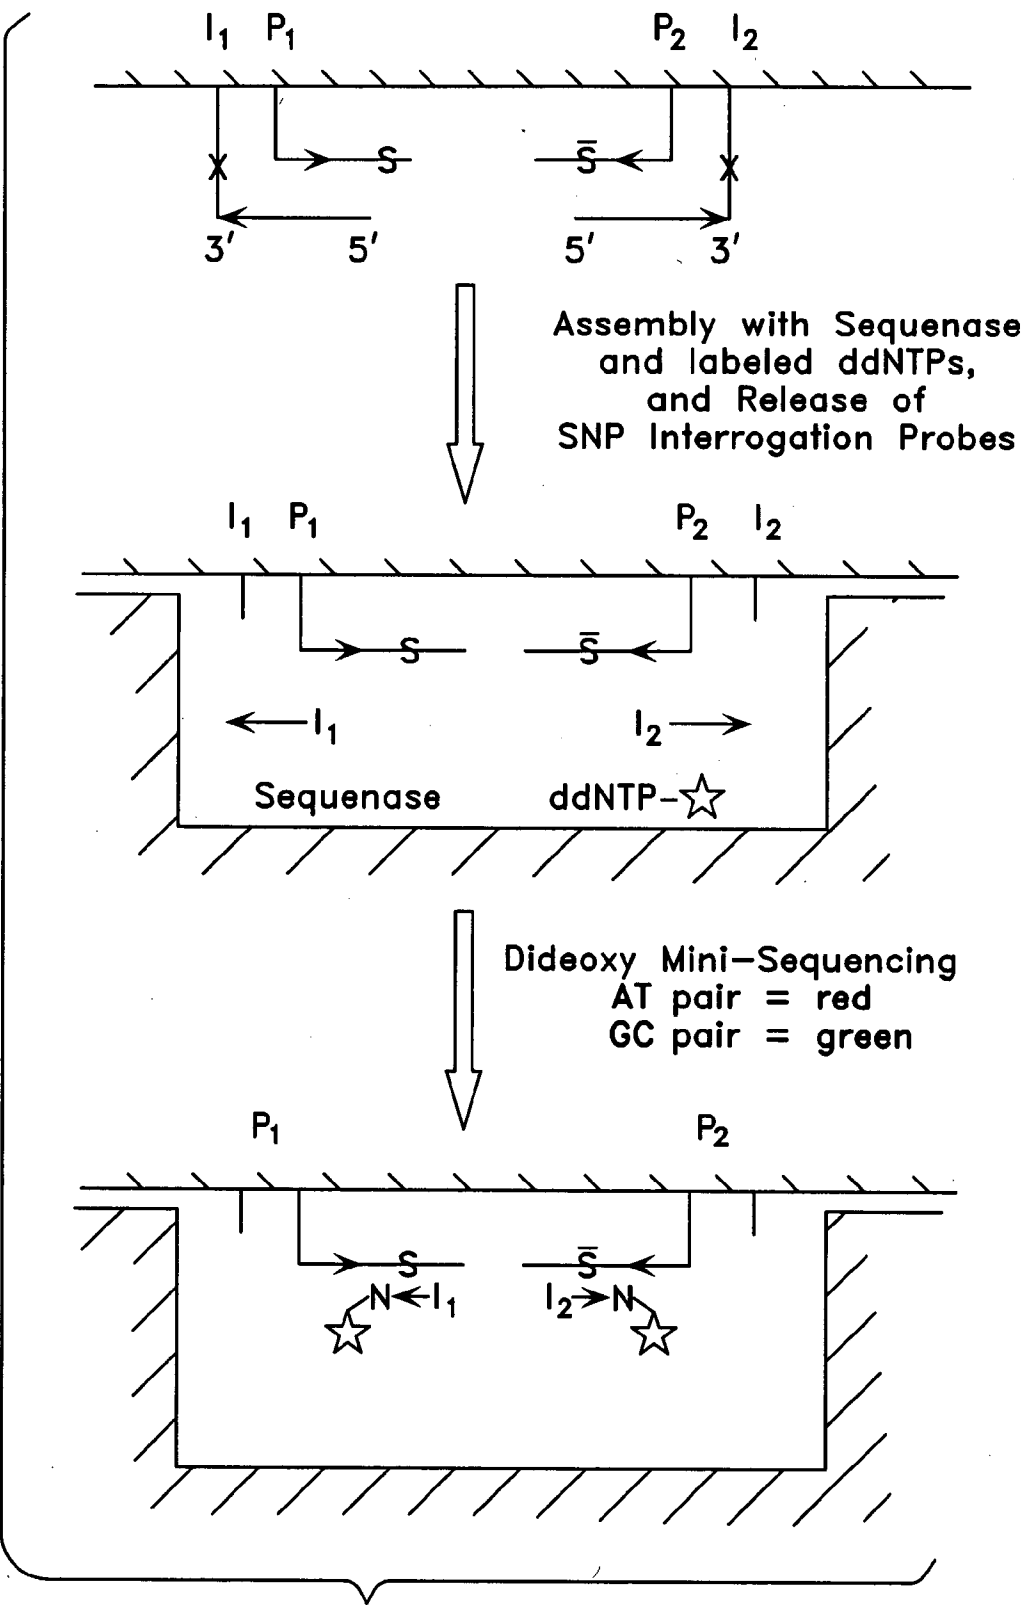 I1 P1 P2 I2
X S S̄ X
3' 5' 5' 3'
Assembly with Sequenase
and labeled ddNTPs,
and Release of
SNP Interrogation Probes
I1 P1 P2 I2
S S̄
I1 I2
Sequenase ddNTP-☆
Dideoxy Mini-Sequencing
AT pair = red
GC pair = green
P1 P2
S S̄
N I1 I2 N